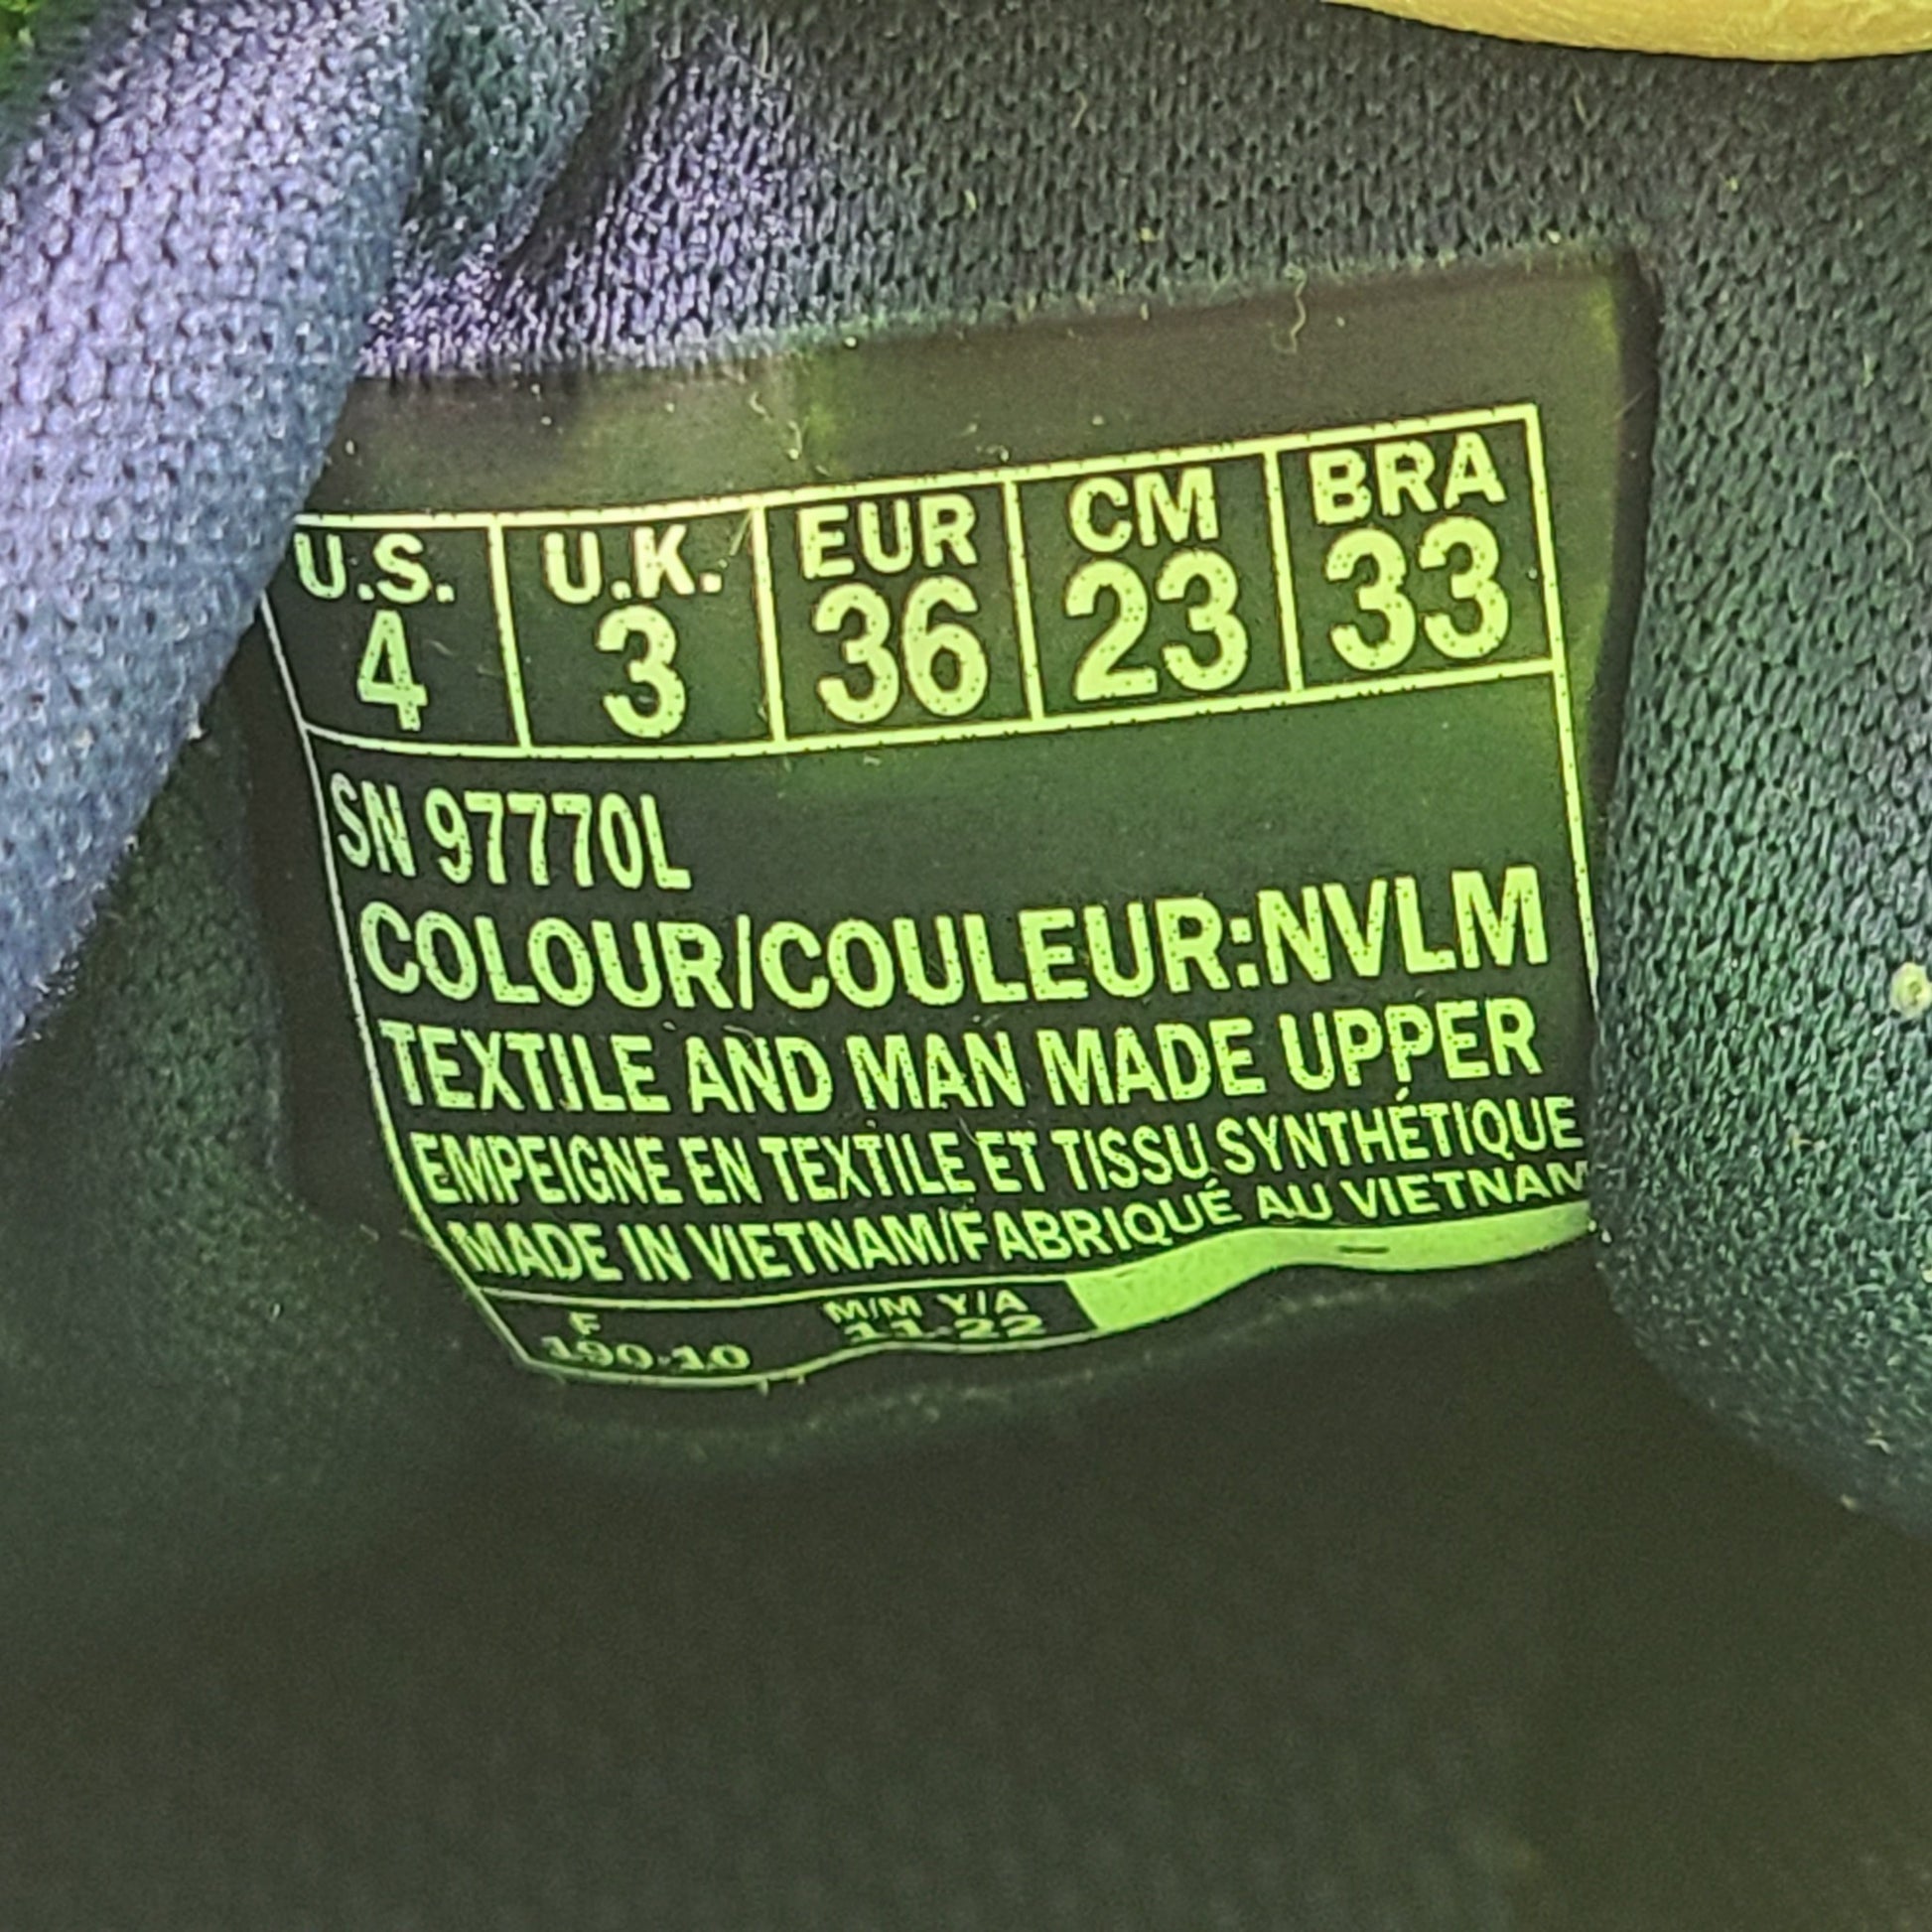 U.S. U.K. EUR CM BRA
4 3 36 23 33
SN 97770L
COLOUR/COULEUR:NVLM
TEXTILE AND MAN MADE UPPER
EMPEIGNE EN TEXTILE ET TISSU SYNTHÉTIQUE
MADE IN VIETNAM/FABRIQUÉ AU VIETNAM
F M/M Y/A
190-10 11-22